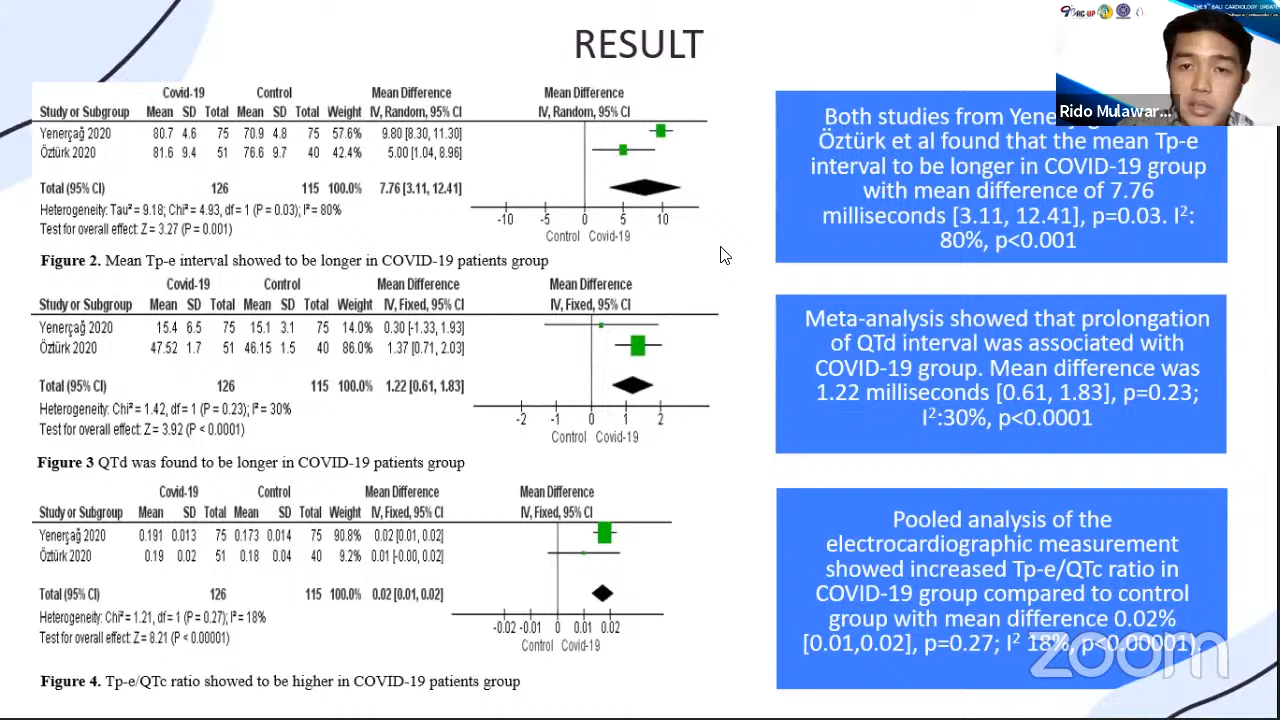 RESULT
THE 9TH BALI CARDIOLOGY UPDATE
Rido Mulawar...
Covid-19 Control Mean Difference Mean Difference
Study or Subgroup Mean SD Total Mean SD Total Weight IV, Random, 95% CI IV, Random, 95% CI
Yenerçağ 2020 80.7 4.6 75 70.9 4.8 75 57.6% 9.80 [8.30, 11.30]
Öztürk 2020 81.6 9.4 51 76.6 9.7 40 42.4% 5.00 [1.04, 8.96]
Total (95% CI) 126 115 100.0% 7.76 [3.11, 12.41]
Heterogeneity: Tau² = 9.18; Chi² = 4.93, df = 1 (P = 0.03); I² = 80%
Test for overall effect: Z = 3.27 (P = 0.001)
-10 -5 0 5 10
Control Covid-19
Figure 2. Mean Tp-e interval showed to be longer in COVID-19 patients group
Covid-19 Control Mean Difference Mean Difference
Study or Subgroup Mean SD Total Mean SD Total Weight IV, Fixed, 95% CI IV, Fixed, 95% CI
Yenerçağ 2020 15.4 6.5 75 15.1 3.1 75 14.0% 0.30 [-1.33, 1.93]
Öztürk 2020 47.52 1.7 51 46.15 1.5 40 86.0% 1.37 [0.71, 2.03]
Total (95% CI) 126 115 100.0% 1.22 [0.61, 1.83]
Heterogeneity: Chi² = 1.42, df = 1 (P = 0.23); I² = 30%
Test for overall effect: Z = 3.92 (P < 0.0001)
-2 -1 0 1 2
Control Covid-19
Figure 3 QTd was found to be longer in COVID-19 patients group
Covid-19 Control Mean Difference Mean Difference
Study or Subgroup Mean SD Total Mean SD Total Weight IV, Fixed, 95% CI IV, Fixed, 95% CI
Yenerçağ 2020 0.191 0.013 75 0.173 0.014 75 90.8% 0.02 [0.01, 0.02]
Öztürk 2020 0.19 0.02 51 0.18 0.04 40 9.2% 0.01 [-0.00, 0.02]
Total (95% CI) 126 115 100.0% 0.02 [0.01, 0.02]
Heterogeneity: Chi² = 1.21, df = 1 (P = 0.27); I² = 18%
Test for overall effect: Z = 8.21 (P < 0.00001)
-0.02 -0.01 0 0.01 0.02
Control Covid-19
Figure 4. Tp-e/QTc ratio showed to be higher in COVID-19 patients group
Both studies from
Öztürk et al found that the mean Tp-e
interval to be longer in COVID-19 group
with mean difference of 7.76
milliseconds [3.11, 12.41], p=0.03. I²:
80%, p<0.001
Meta-analysis showed that prolongation
of QTd interval was associated with
COVID-19 group. Mean difference was
1.22 milliseconds [0.61, 1.83], p=0.23;
I²:30%, p<0.0001
Pooled analysis of the
electrocardiographic measurement
showed increased Tp-e/QTc ratio in
COVID-19 group compared to control
group with mean difference 0.02%
[0.01,0.02], p=0.27; I² 18%, p<0.00001).
zoom